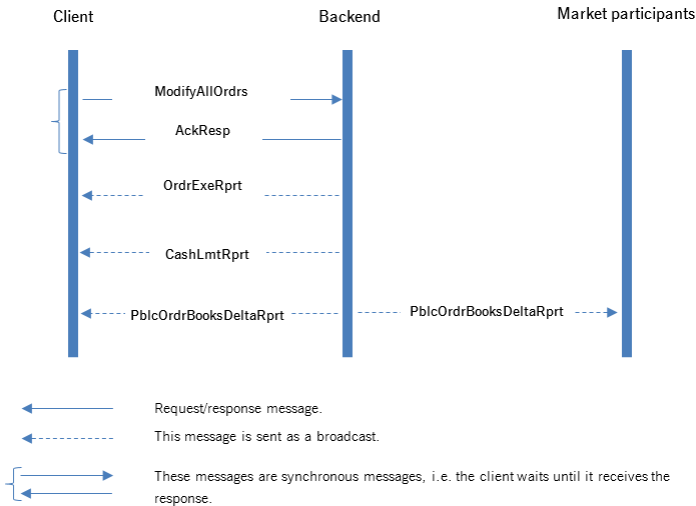 Client Backend Market participants
ModifyAllOrdrs
AckResp
OrdrExeRprt
CashLmtRprt
PblcOrdrBooksDeltaRprt PblcOrdrBooksDeltaRprt
Request/response message.
This message is sent as a broadcast.
These messages are synchronous messages, i.e. the client waits until it receives the
response.